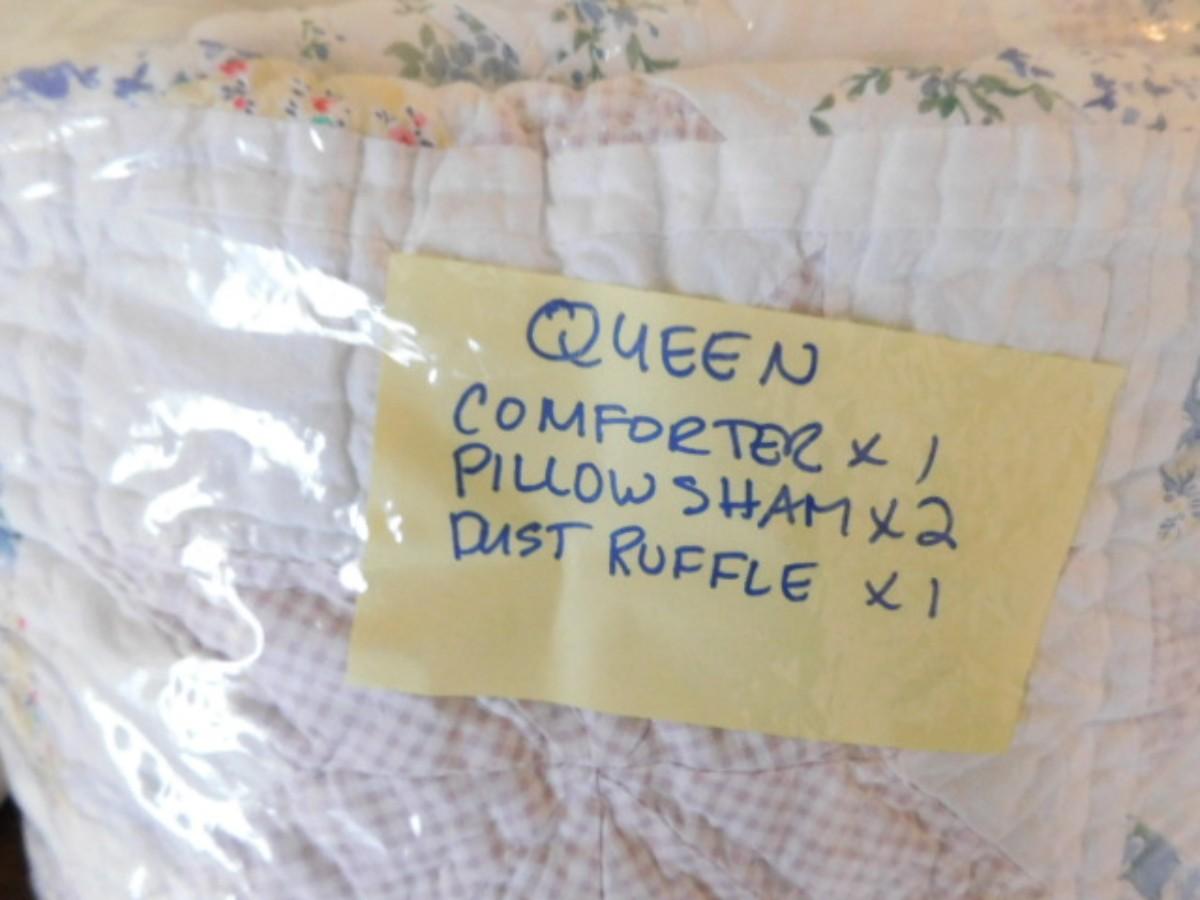 QUEEN
COMFORTER x 1
PILLOW SHAM x 2
DUST RUFFLE x 1